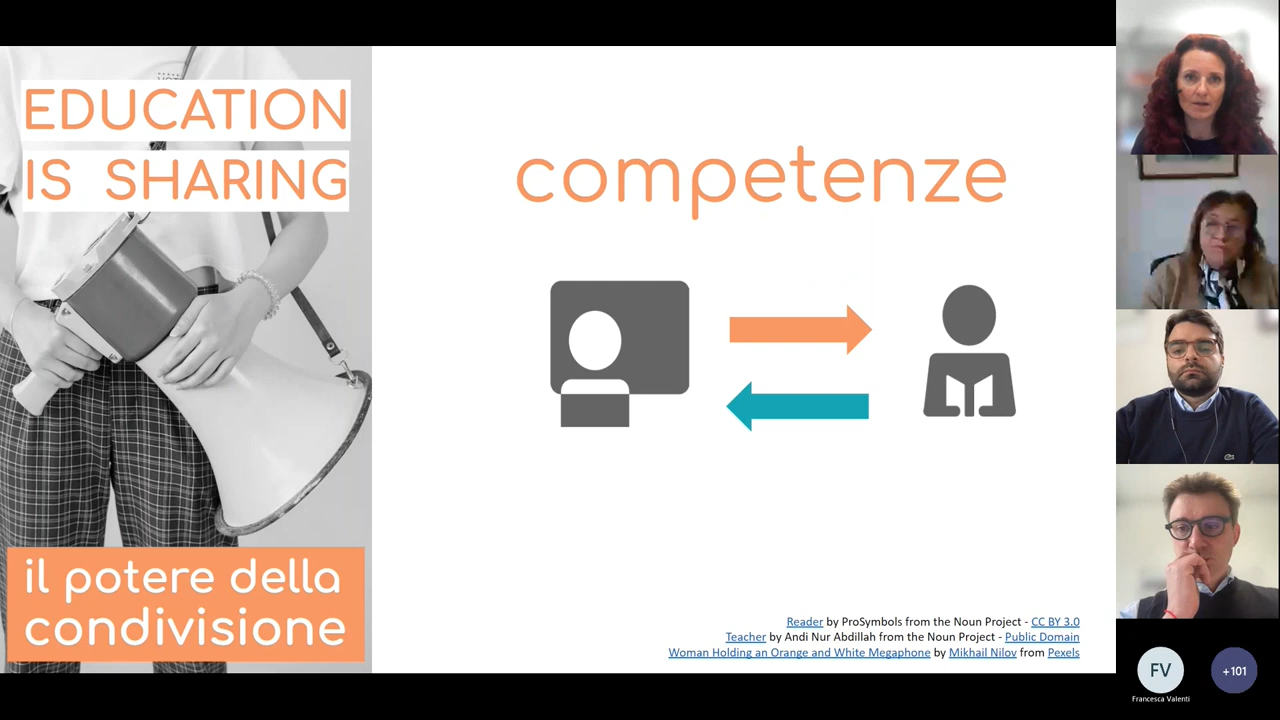 EDUCATION
IS SHARING
il potere della
condivisione
competenze
Reader by ProSymbols from the Noun Project - CC BY 3.0
Teacher by Andi Nur Abdillah from the Noun Project - Public Domain
Woman Holding an Orange and White Megaphone by Mikhail Nilov from Pexels
FV
Francesca Valenti
+101